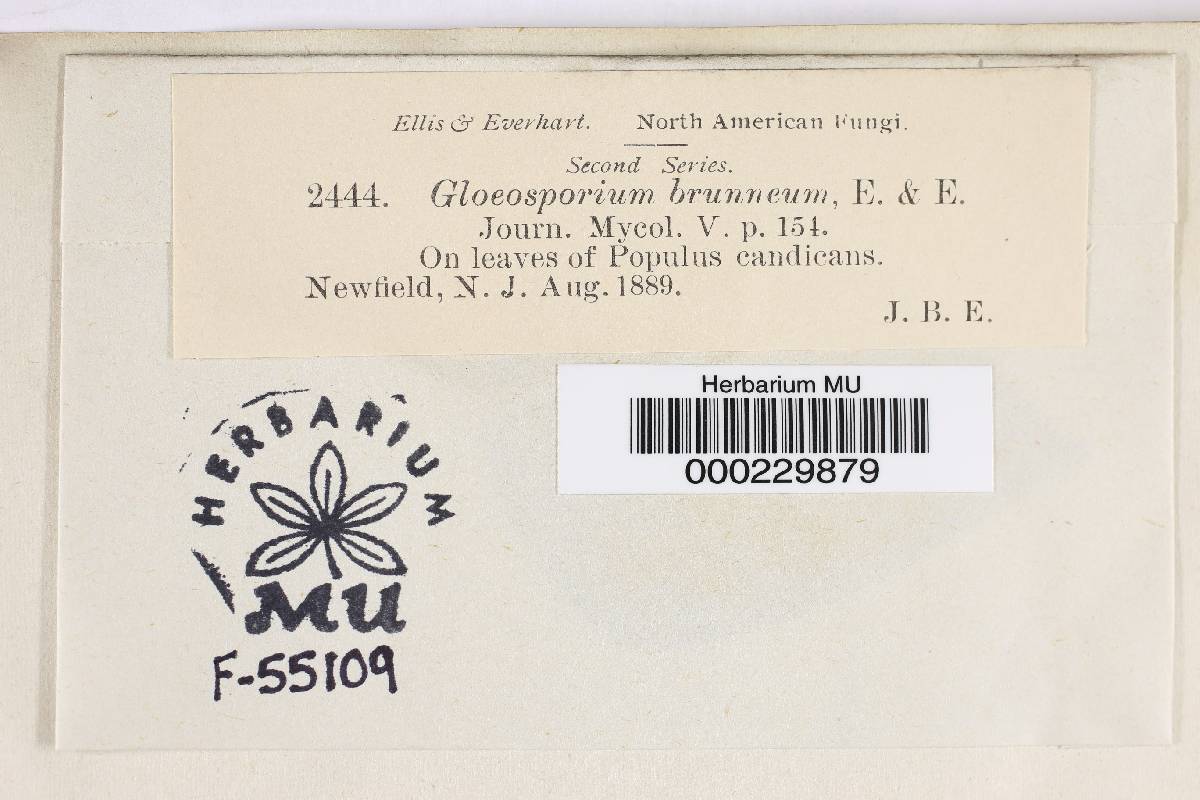 Ellis & Everhart. North American Fungi.
Second Series.
2444. Gloeosporium brunneum, E. & E.
Journ. Mycol. V. p. 154.
On leaves of Populus candicans.
Newfield, N. J. Aug. 1889.
J. B. E.
Herbarium MU
000229879
HERBARIUM
MU
F-55109